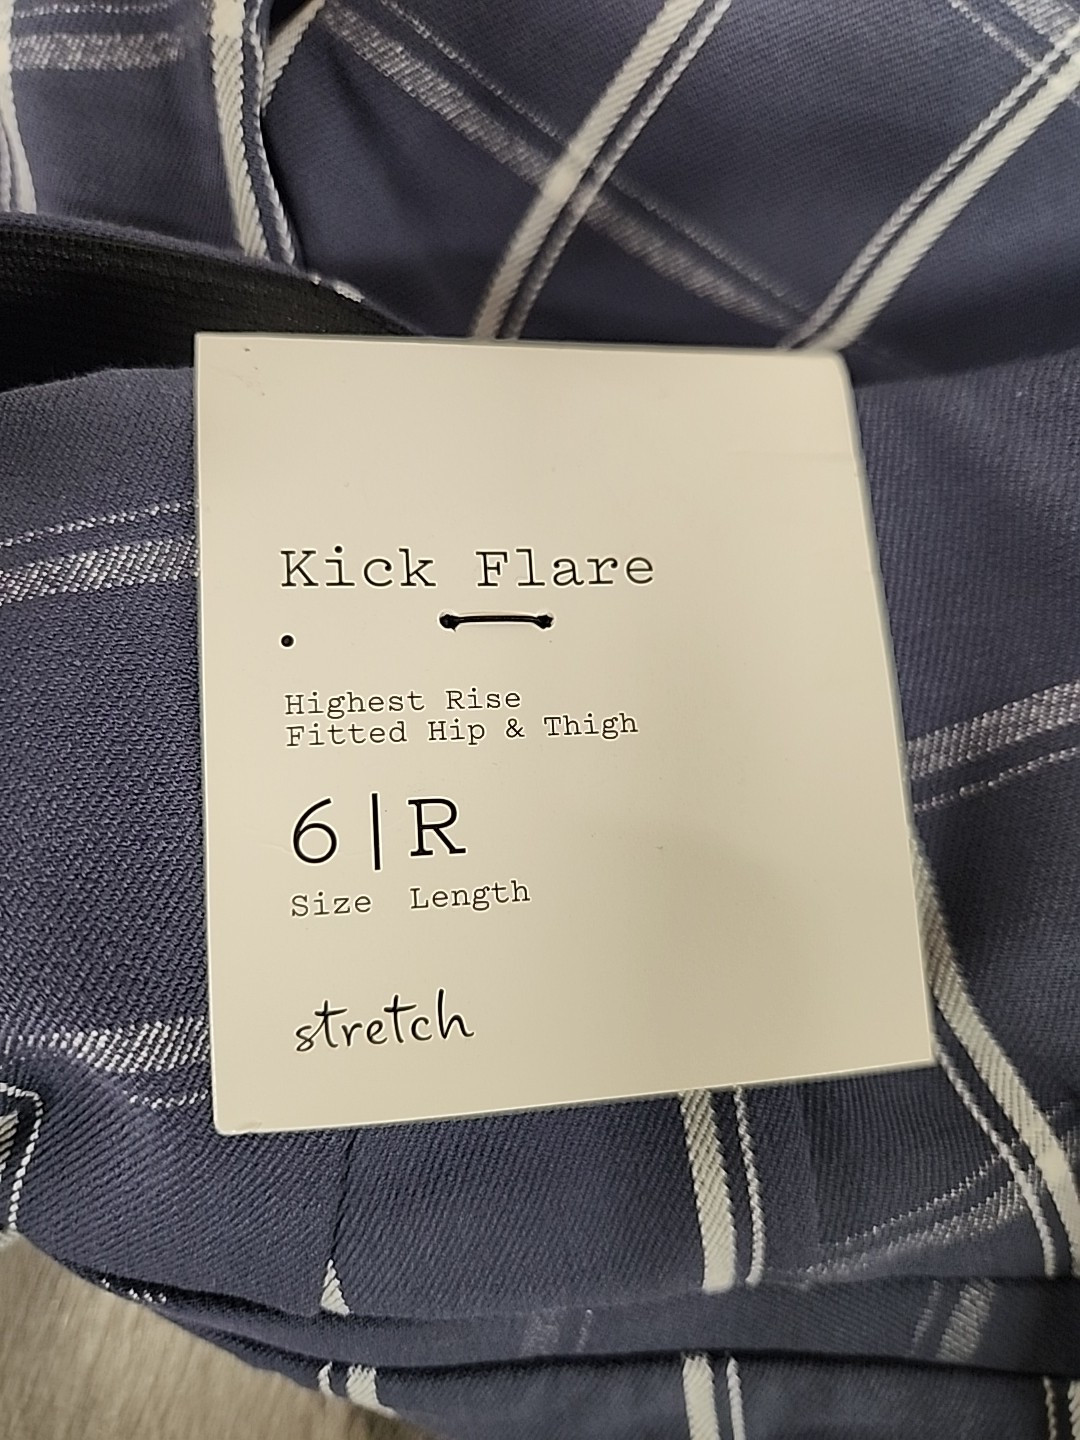 Kick Flare
Highest Rise
Fitted Hip & Thigh
6|R
Size Length
stretch